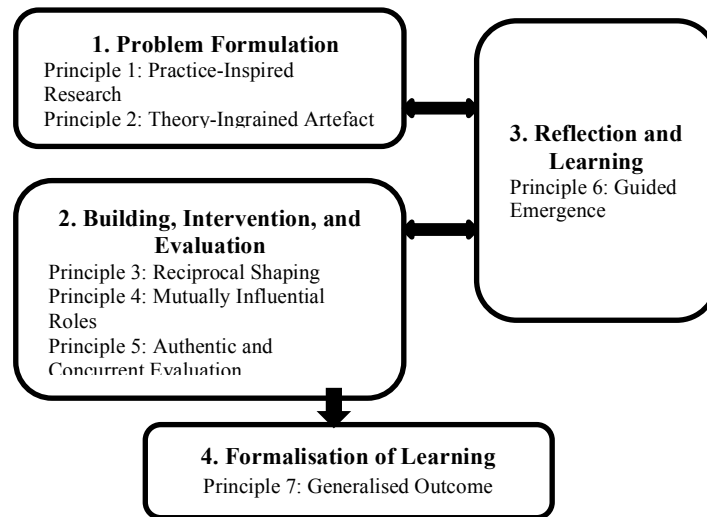 1. Problem Formulation
Principle 1: Practice-Inspired
Research
Principle 2: Theory-Ingrained Artefact
2. Building, Intervention, and
Evaluation
Principle 3: Reciprocal Shaping
Principle 4: Mutually Influential
Roles
Principle 5: Authentic and
Concurrent Evaluation
3. Reflection and
Learning
Principle 6: Guided
Emergence
4. Formalisation of Learning
Principle 7: Generalised Outcome